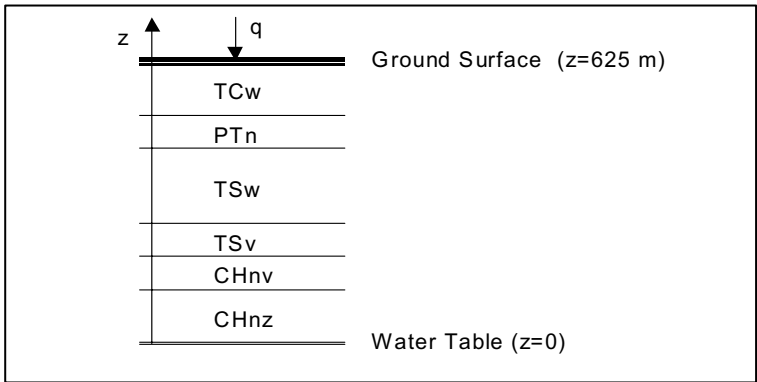 z
q
Ground Surface (z=625 m)
TCw
PTn
TSw
TSv
CHnv
CHnz
Water Table (z=0)